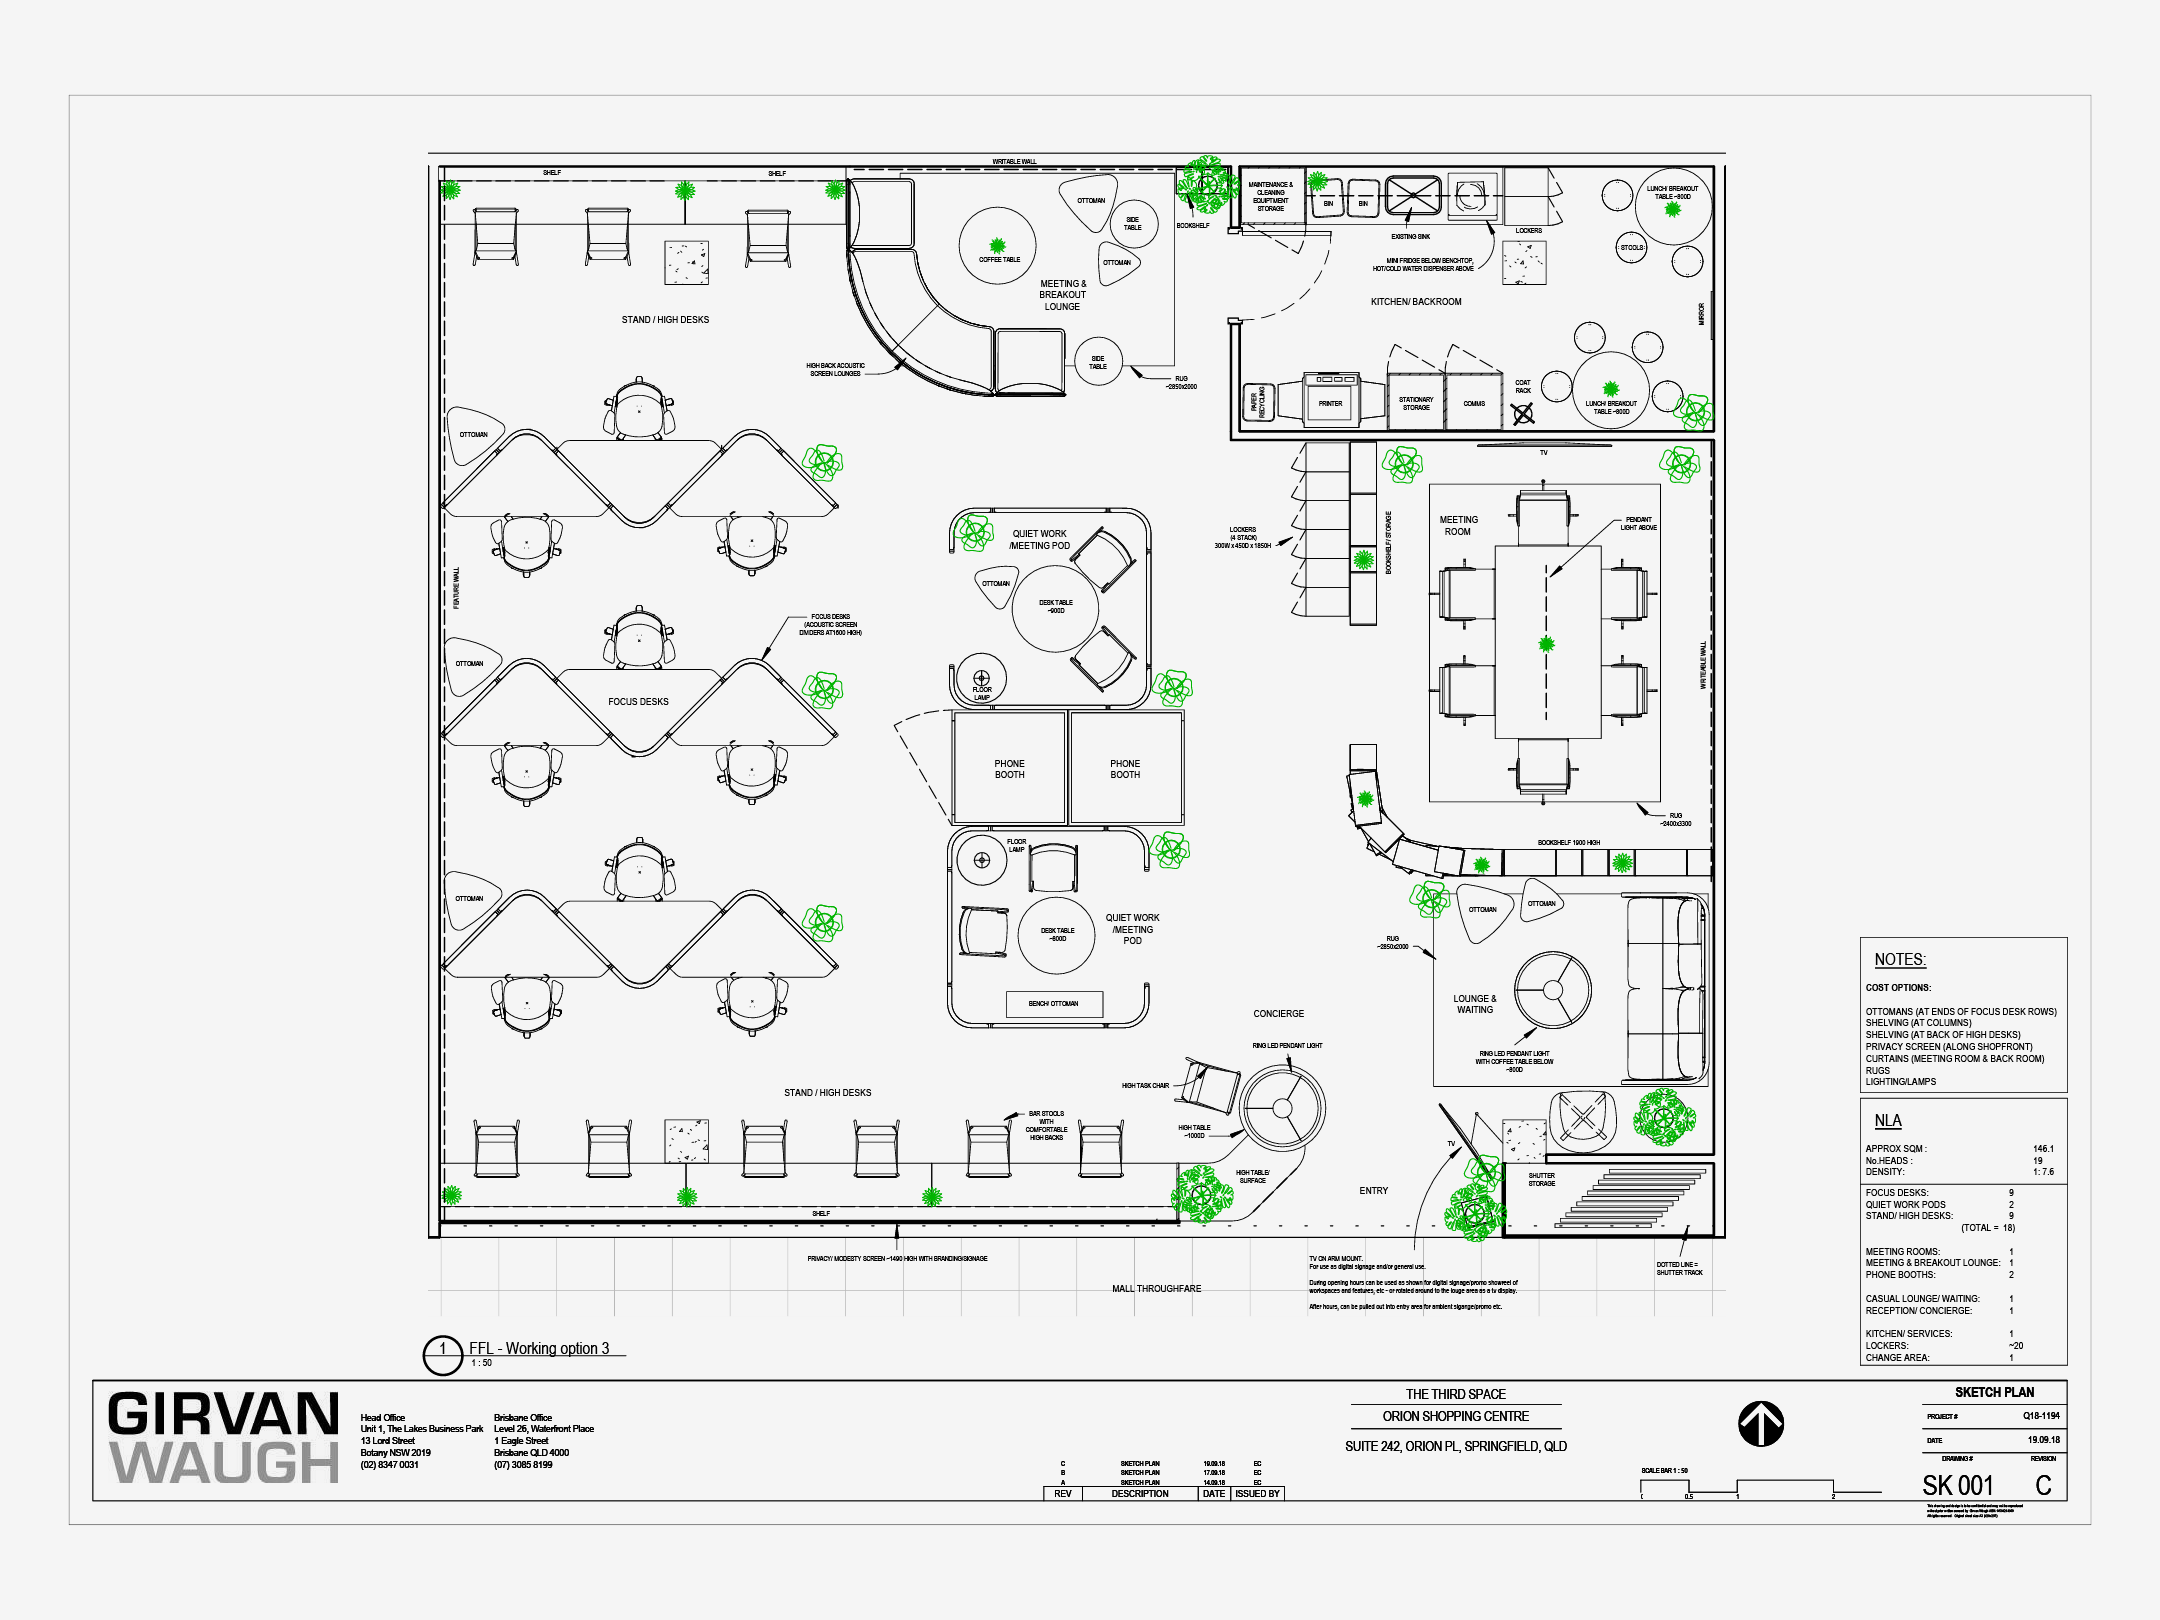 WRITABLE WALL
SHELF
SHELF
OTTOMAN
SIDE
TABLE
BOOKSHELF
COFFEE TABLE
OTTOMAN
MEETING &
BREAKOUT
LOUNGE
STAND / HIGH DESKS
HIGH BACK ACOUSTIC
SCREEN LOUNGES
SIDE
TABLE
RUG
~2850x2000
MAINTENANCE &
CLEANING
EQUIPTMENT
STORAGE
BIN
BIN
EXISTING SINK
LOCKERS
MINI FRIDGE BELOW BENCHTOP,
HOT/COLD WATER DISPENSER ABOVE
LUNCH/ BREAKOUT
TABLE ~800D
STOOLS
KITCHEN/ BACKROOM
MIRROR
PAPER
RECYCLING
PRINTER
STATIONARY
STORAGE
COMMS
COAT
RACK
LUNCH/ BREAKOUT
TABLE ~800D
OTTOMAN
TV
QUIET WORK
/MEETING POD
OTTOMAN
DESK TABLE
~900D
FLOOR
LAMP
LOCKERS
(4 STACK)
300W x 450D x 1850H
BOOKSHELF/ STORAGE
MEETING
ROOM
PENDANT
LIGHT ABOVE
WRITEABLE WALL
FEATURE WALL
FOCUS DESKS
(ACOUSTIC SCREEN
DIVIDERS AT1600 HIGH)
OTTOMAN
FOCUS DESKS
PHONE
BOOTH
PHONE
BOOTH
RUG
~2400x3300
BOOKSHELF 1900 HIGH
FLOOR
LAMP
OTTOMAN
QUIET WORK
/MEETING
POD
DESK TABLE
~800D
BENCH/ OTTOMAN
OTTOMAN
OTTOMAN
RUG
~2850x2000
LOUNGE &
WAITING
RING LED PENDANT LIGHT
WITH COFFEE TABLE BELOW
~800D
CONCIERGE
RING LED PENDANT LIGHT
HIGH TASK CHAIR
STAND / HIGH DESKS
BAR STOOLS
WITH
COMFORTABLE
HIGH BACKS
HIGH TABLE
~1000D
HIGH TABLE/
SURFACE
TV
ENTRY
SHUTTER
STORAGE
SHELF
PRIVACY/ MODESTY SCREEN ~1490 HIGH WITH BRANDING/SIGNAGE
MALL THROUGHFARE
TV ON ARM MOUNT.
For use as digital signage and/or general use.
During opening hours can be used as shown for digital signage/promo showreel of
workspaces and features, etc - or rotated around to the louge area as a tv display.
After hours, can be pulled out into entry area for ambient sigange/promo etc.
DOTTED LINE =
SHUTTER TRACK
NOTES:
COST OPTIONS:
OTTOMANS (AT ENDS OF FOCUS DESK ROWS)
SHELVING (AT COLUMNS)
SHELVING (AT BACK OF HIGH DESKS)
PRIVACY SCREEN (ALONG SHOPFRONT)
CURTAINS (MEETING ROOM & BACK ROOM)
RUGS
LIGHTING/LAMPS
NLA
APPROX SQM : 146.1
No.HEADS : 19
DENSITY: 1: 7.6
FOCUS DESKS: 9
QUIET WORK PODS 2
STAND/ HIGH DESKS: 9
(TOTAL = 18)
MEETING ROOMS: 1
MEETING & BREAKOUT LOUNGE: 1
PHONE BOOTHS: 2
CASUAL LOUNGE/ WAITING: 1
RECEPTION/ CONCIERGE: 1
KITCHEN/ SERVICES: 1
LOCKERS: ~20
CHANGE AREA: 1
1 FFL - Working option 3
1 : 50
GIRVAN
WAUGH
Head Office
Unit 1, The Lakes Business Park
13 Lord Street
Botany NSW 2019
(02) 8347 0031
Brisbane Office
Level 26, Waterfront Place
1 Eagle Street
Brisbane QLD 4000
(07) 3085 8199
C SKETCH PLAN 19.09.18 EC
B SKETCH PLAN 17.09.18 EC
A SKETCH PLAN 14.09.18 EC
REV DESCRIPTION DATE ISSUED BY
THE THIRD SPACE
ORION SHOPPING CENTRE
SUITE 242, ORION PL, SPRINGFIELD, QLD
SCALE BAR 1 : 50
0.5 1 2
SKETCH PLAN
PROJECT # Q18-1194
DATE 19.09.18
DRAWING # REVISION
SK 001 C